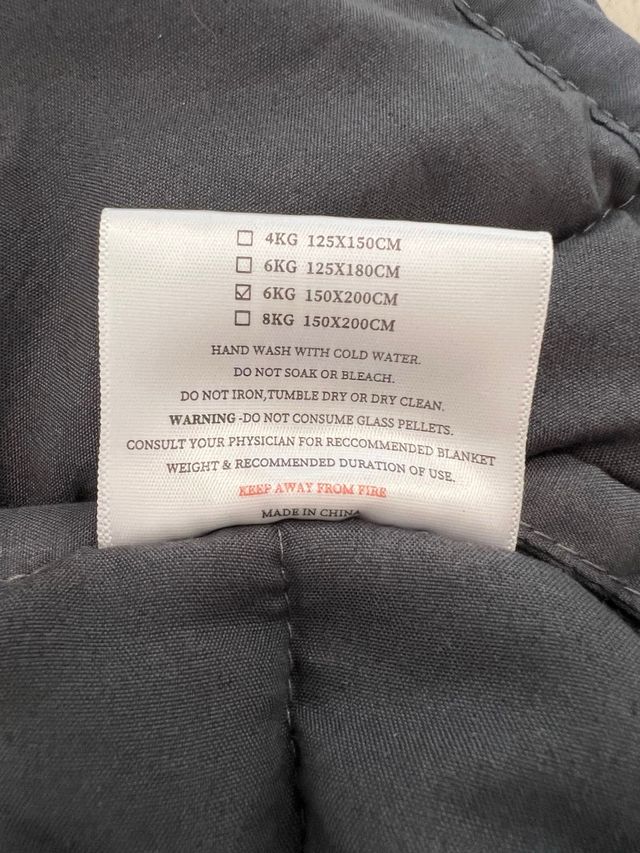 ☐ 4KG 125X150CM
☐ 6KG 125X180CM
☑ 6KG 150X200CM
☐ 8KG 150X200CM
HAND WASH WITH COLD WATER.
DO NOT SOAK OR BLEACH.
DO NOT IRON,TUMBLE DRY OR DRY CLEAN.
WARNING -DO NOT CONSUME GLASS PELLETS.
CONSULT YOUR PHYSICIAN FOR RECCOMMENDED BLANKET
WEIGHT & RECOMMENDED DURATION OF USE.
KEEP AWAY FROM FIRE
MADE IN CHINA